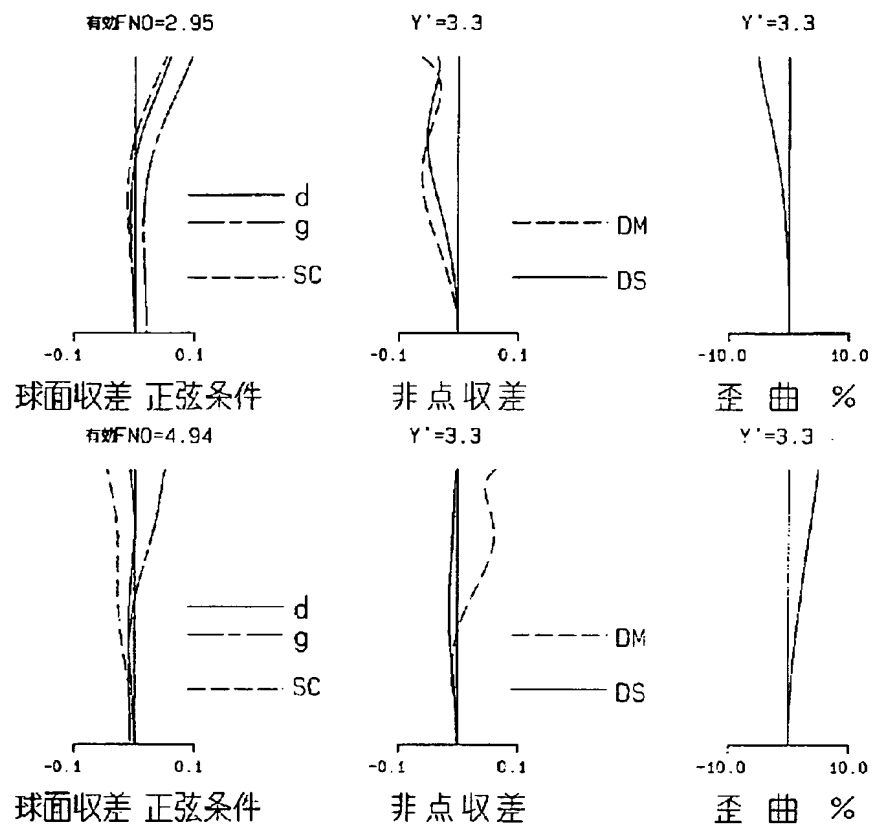 有効FNO=2.95
Y'=3.3
Y'=3.3
d
g
SC
DM
DS
-0.1 0.1
-0.1 0.1
-10.0 10.0
球面収差 正弦条件
非点収差
歪曲 %
有効FNO=4.94
Y'=3.3
Y'=3.3
d
g
SC
DM
DS
-0.1 0.1
-0.1 0.1
-10.0 10.0
球面収差 正弦条件
非点収差
歪曲 %